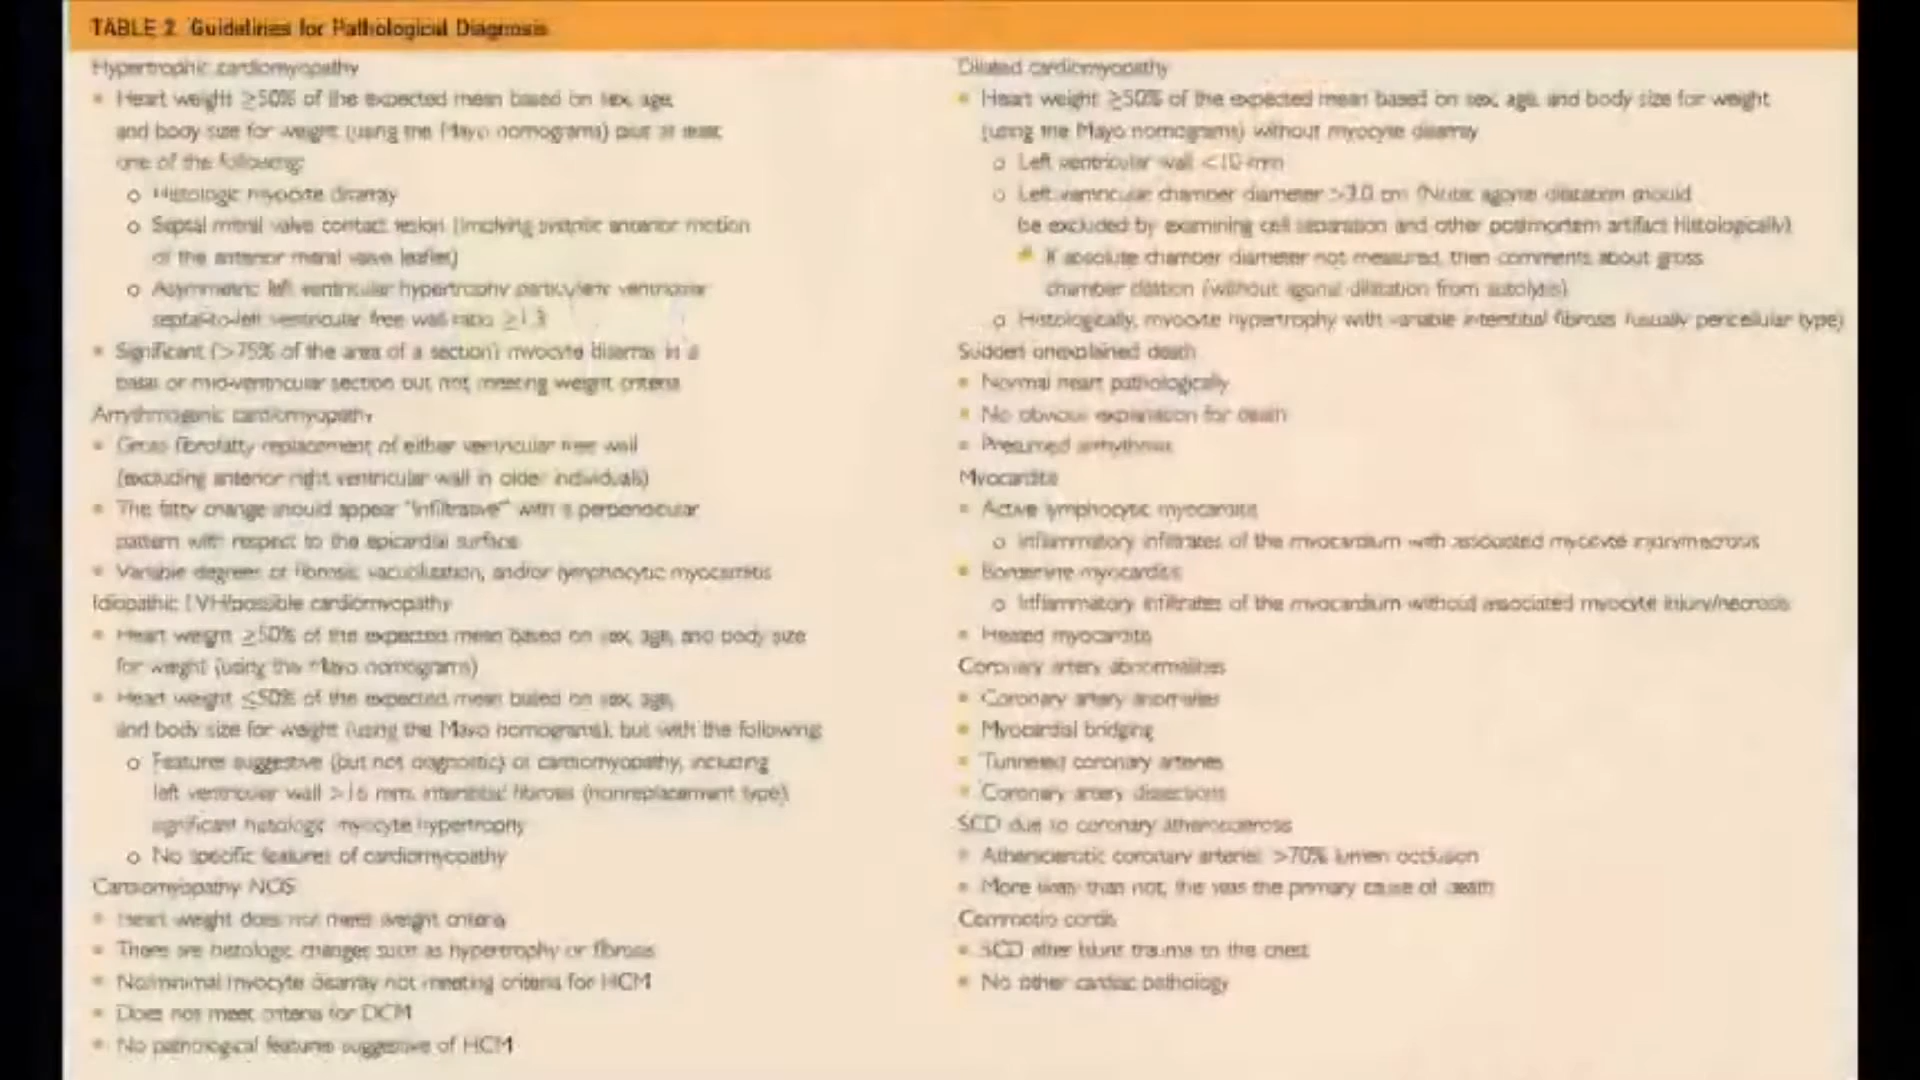 TABLE 2 Guidelines for Pathological Diagnosis
Hypertrophic cardiomyopathy
• Heart weight ≥50% of the expected mean based on sex, age,
and body size for weight (using the Mayo nomograms) plus at least
one of the following:
o Histologic myocyte disarray
o Septal mitral valve contact lesion (implying systolic anterior motion
of the anterior mitral valve leaflet)
o Asymmetric left ventricular hypertrophy particularly ventricular
septal-to-left ventricular free wall ratio ≥1.3
• Significant (>75% of the area of a section) myocyte disarray in a
basal or mid-ventricular section but not meeting weight criteria
Arrythmogenic cardiomyopathy
• Gross fibrofatty replacement of either ventricular free wall
(excluding anterior right ventricular wall in older individuals)
• The fatty change should appear "infiltrative" with a perpendicular
pattern with respect to the epicardial surface
• Variable degrees of fibrosis, vacuolization, and/or lymphocytic myocarditis
Idiopathic LVH/possible cardiomyopathy
• Heart weight ≥50% of the expected mean based on sex, age, and body size
for weight (using the Mayo nomograms)
• Heart weight ≤50% of the expected mean based on sex, age,
and body size for weight (using the Mayo nomograms), but with the following:
o Features suggestive (but not diagnostic) of cardiomyopathy, including
left ventricular wall >16 mm, interstitial fibrosis (nonreplacement type)
significant histologic myocyte hypertrophy
o No specific features of cardiomyopathy
Cardiomyopathy NOS
• Heart weight does not meet weight criteria
• There are histologic changes such as hypertrophy or fibrosis
• No/minimal myocyte disarray not meeting criteria for HCM
• Does not meet criteria for DCM
• No pathological features suggestive of HCM
Dilated cardiomyopathy
• Heart weight ≥50% of the expected mean based on sex, age, and body size for weight
(using the Mayo nomograms) without myocyte disarray
o Left ventricular wall <10 mm
o Left ventricular chamber diameter >3.0 cm (Note: agonal dilatation should
be excluded by examining cell separation and other postmortem artifact histologically)
• If absolute chamber diameter not measured, then comments about gross
chamber dilation (without agonal dilatation from autolysis)
o Histologically, myocyte hypertrophy with variable interstitial fibrosis (usually pericellular type)
Sudden unexplained death
• Normal heart pathologically
• No obvious explanation for death
• Presumed arrhythmia
Myocarditis
• Active lymphocytic myocarditis
o Inflammatory infiltrates of the myocardium with associated myocyte injury/necrosis
• Borderline myocarditis
o Inflammatory infiltrates of the myocardium without associated myocyte injury/necrosis
• Healed myocarditis
Coronary artery abnormalities
• Coronary artery anomalies
• Myocardial bridging
• Tunneled coronary arteries
• Coronary artery dissections
SCD due to coronary atherosclerosis
• Atherosclerotic coronary arteries >70% lumen occlusion
• More likely than not, this was the primary cause of death
Commotio cordis
• SCD after blunt trauma to the chest
• No other cardiac pathology